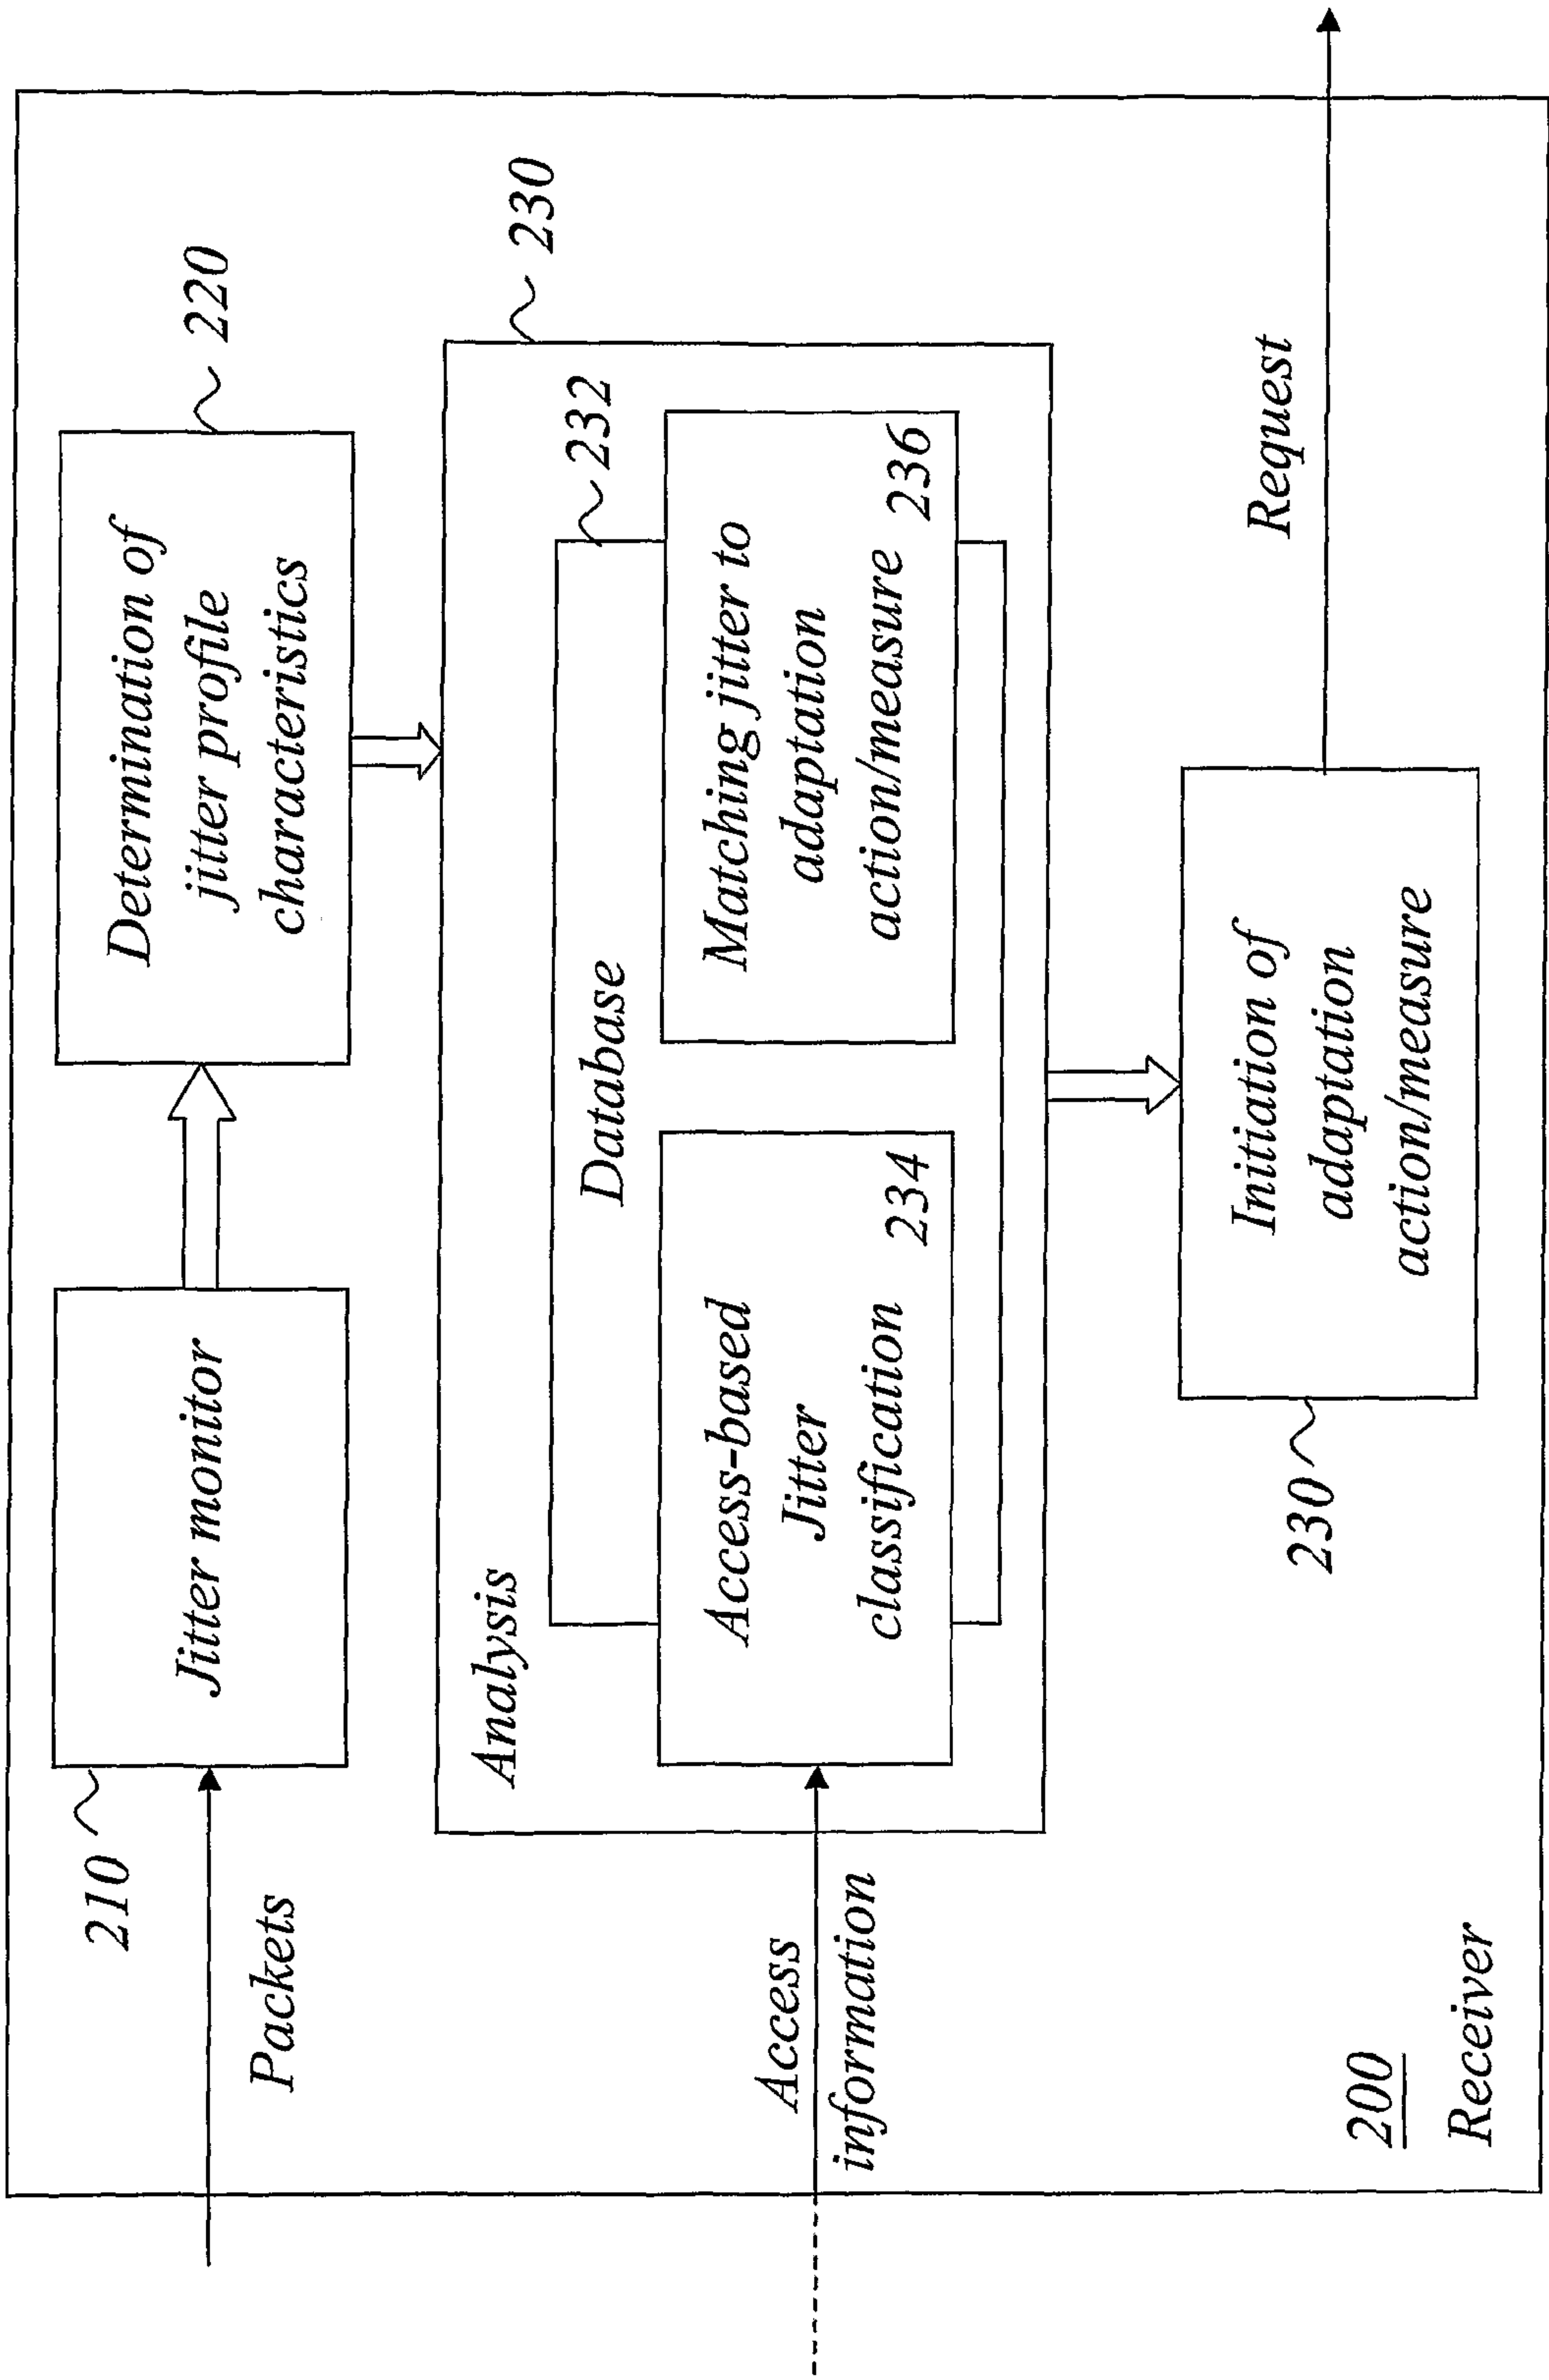 210
Jitter monitor
Determination of
jitter profile
characteristics
220
Packets
Analysis
230
Database
232
Access-based
Jitter
classification
234
Matching jitter to
adaptation
action/measure
236
Access
information
230
Initiation of
adaptation
action/measure
Request
200
Receiver